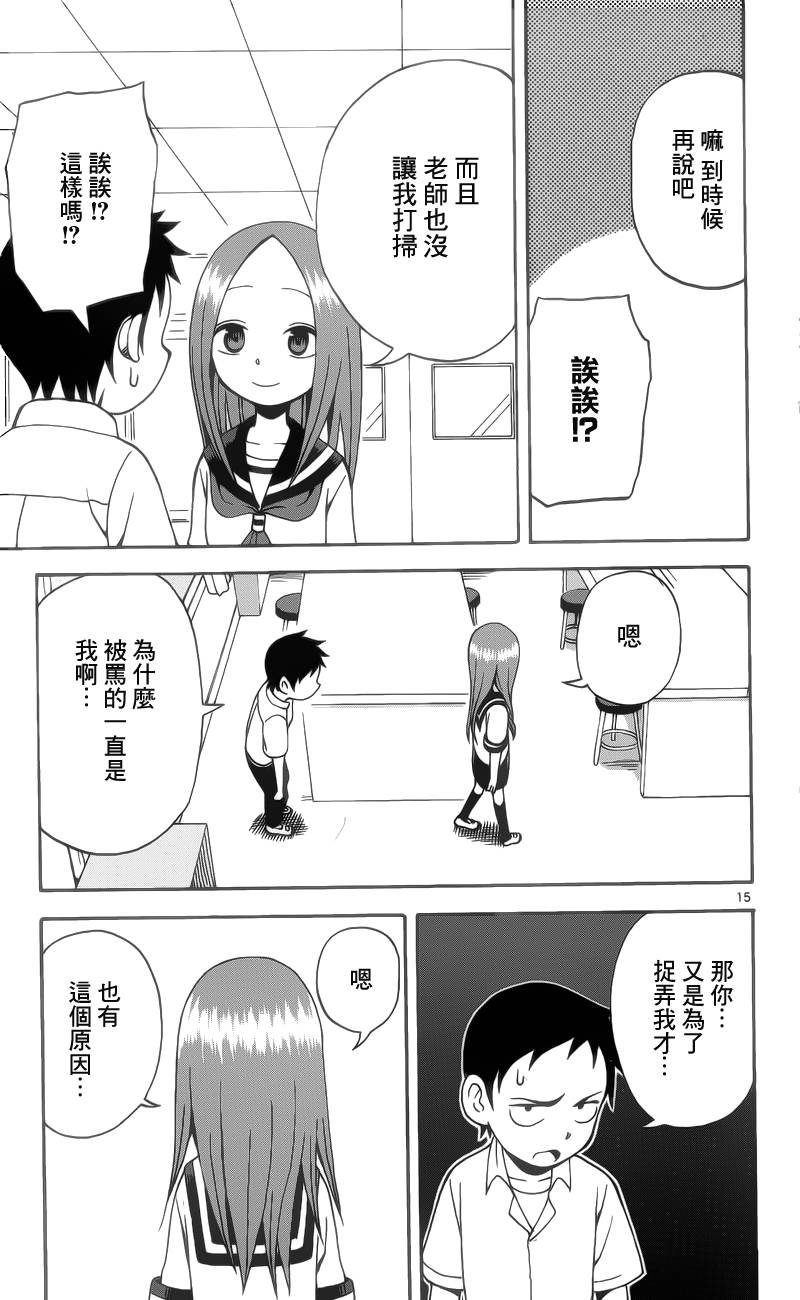 嘛 到時候
再說吧
誒誒!?
而且
老師也沒
讓我打掃
誒誒!?
這樣嗎!?
嗯
為什麼
被罵的一直是
我啊…
15
那你…
又是為了
捉弄我才…
嗯
也有
這個原因…